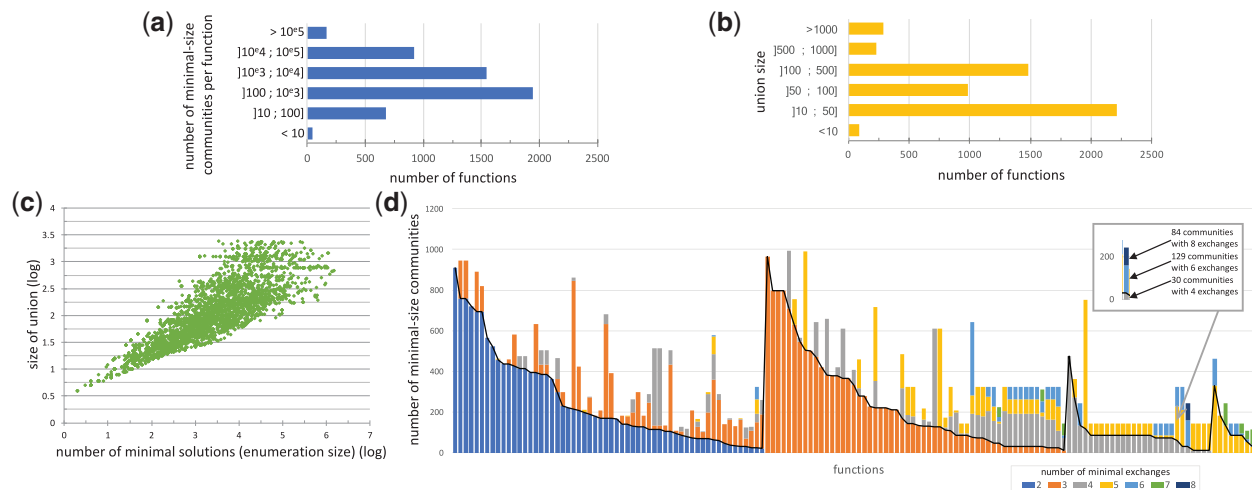 (a)
number of minimal-size
communities per function
> 10ᵉ5
]10ᵉ4 ; 10ᵉ5]
]10ᵉ3 ; 10ᵉ4]
]100 ; 10ᵉ3]
]10 ; 100]
< 10
0 500 1000 1500 2000 2500
number of functions
(b)
union size
>1000
]500 ; 1000]
]100 ; 500]
]50 ; 100]
]10 ; 50]
<10
0 500 1000 1500 2000 2500
number of functions
(c)
size of union (log)
4
3.5
3
2.5
2
1.5
1
0.5
0
0 1 2 3 4 5 6 7
number of minimal solutions (enumeration size) (log)
(d)
number of minimal-size communities
1200
1000
800
600
400
200
0
functions
200
0
84 communities
with 8 exchanges
129 communities
with 6 exchanges
30 communities
with 4 exchanges
number of minimal exchanges
2 3 4 5 6 7 8